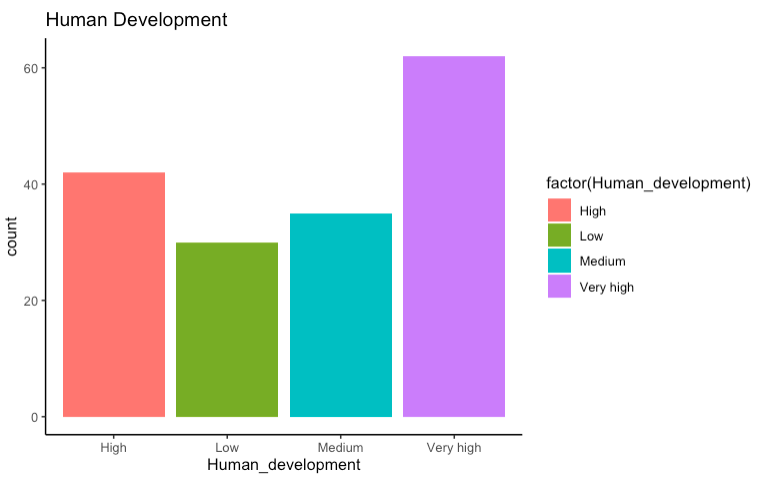 Human Development
60
40
20
0
count
High
Low
Medium
Very high
Human_development
factor(Human_development)
High
Low
Medium
Very high